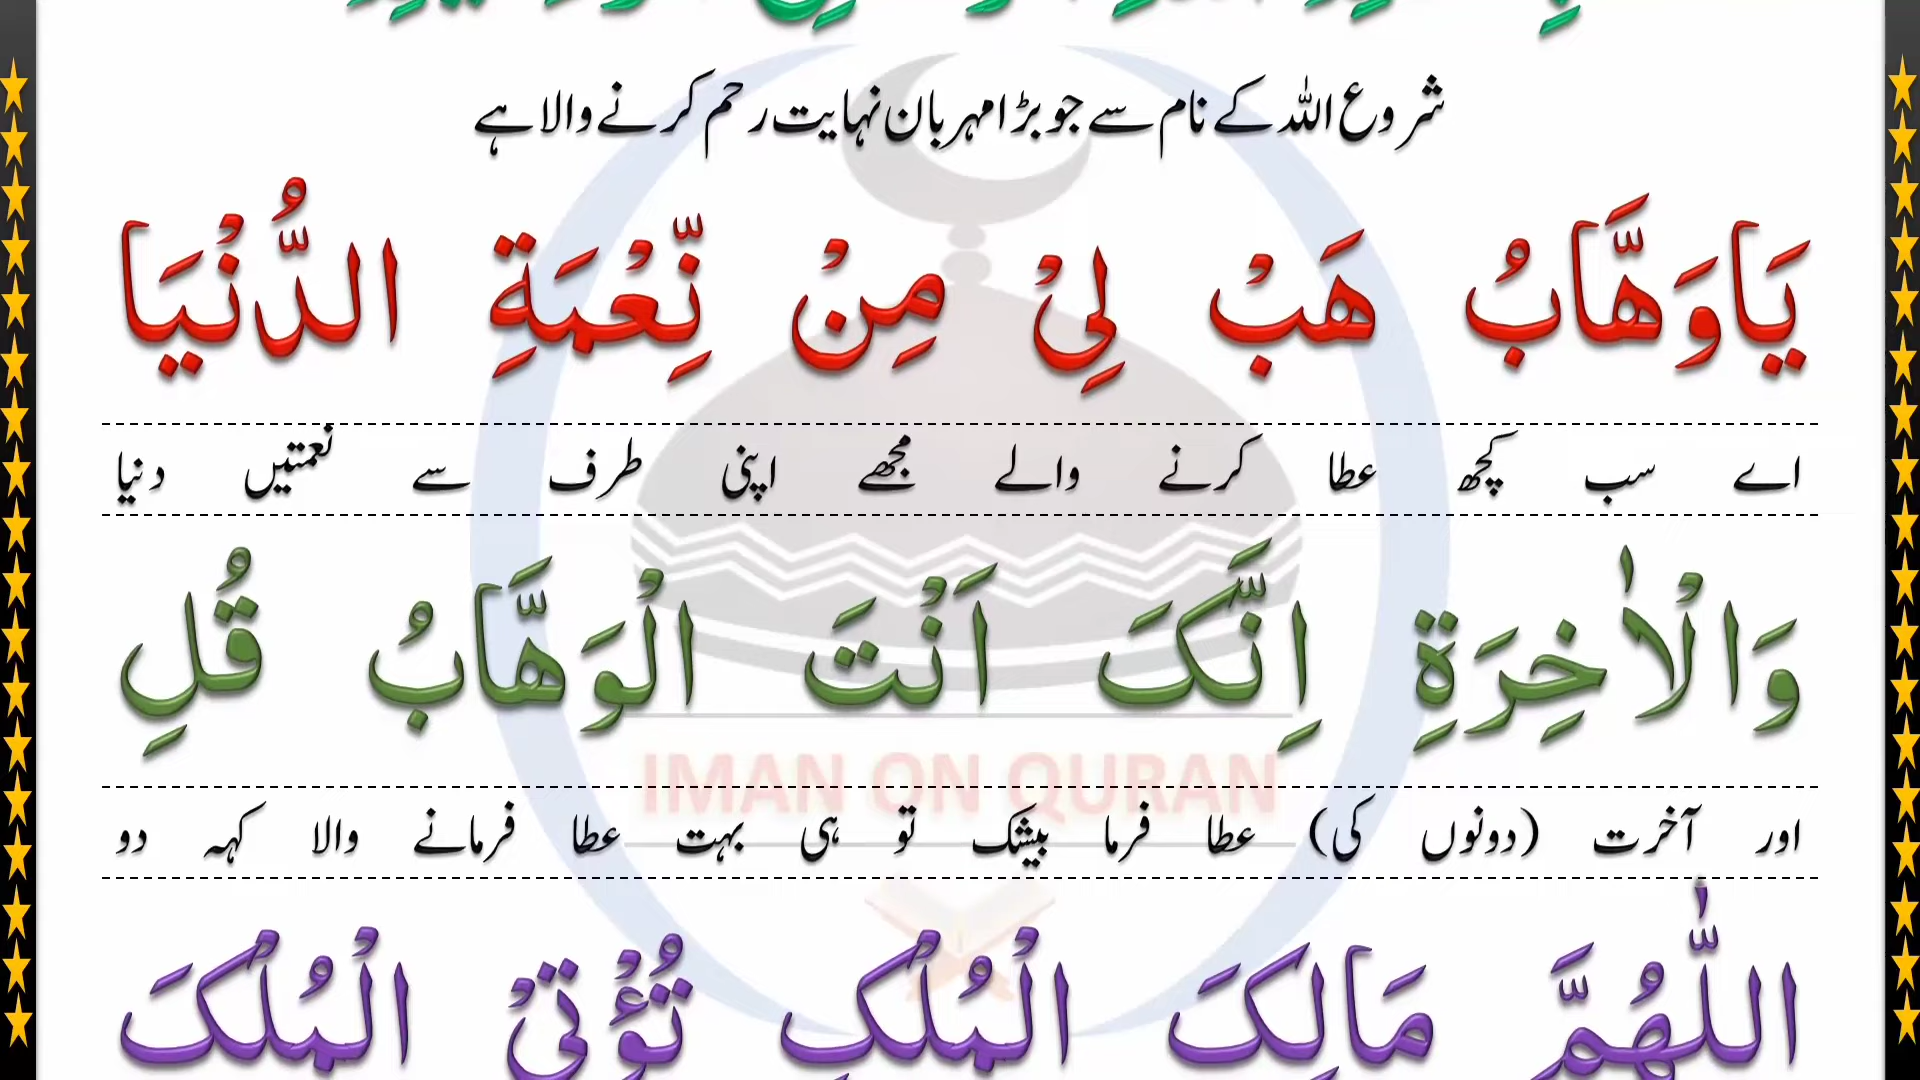 شروع اللہ کے نام سے جو بڑا مہربان نہایت رحم کرنے والا ہے
يَاوَهَّابُ هَبْ لِيْ مِنْ نِّعْمَةِ الدُّنْيَا
اے سب کچھ عطا کرنے والے مجھے اپنی طرف سے نعمتیں دنیا
وَالْاٰخِرَةِ اِنَّكَ اَنْتَ الْوَهَّابُ قُلِ
IMAN ON QURAN
اور آخرت (دونوں کی) عطا فرما بیشک تو ہی بہت عطا فرمانے والا کہہ دو
اللّٰهُمَّ مَالِكَ الْمُلْكِ تُؤْتِي الْمُلْكَ